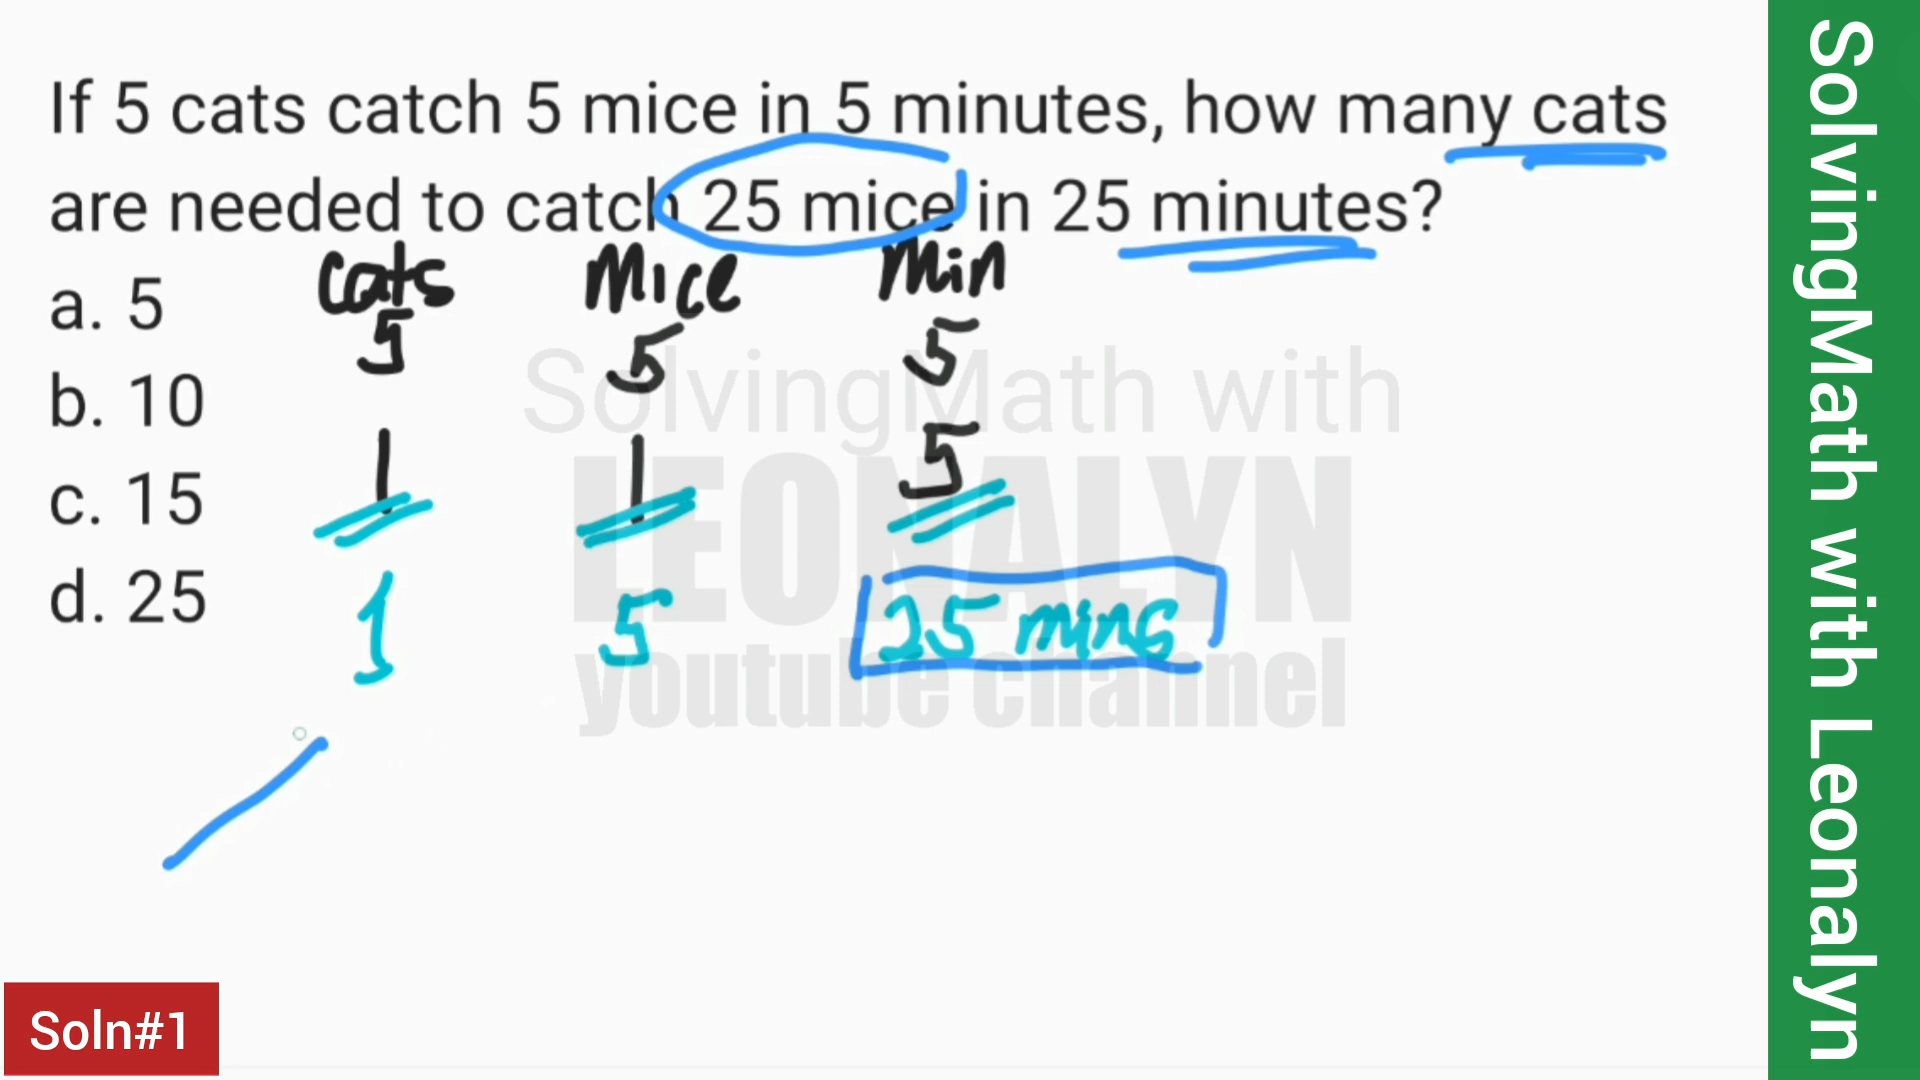 If 5 cats catch 5 mice in 5 minutes, how many cats
are needed to catch 25 mice in 25 minutes?
cats Mice Min
a. 5
5 5 5
SolvingMath with
b. 10
1 1 5
c. 15
LEONALYN
d. 25
1 5 25 mins
youtube channel
Soln#1
SolvingMath with Leonalyn